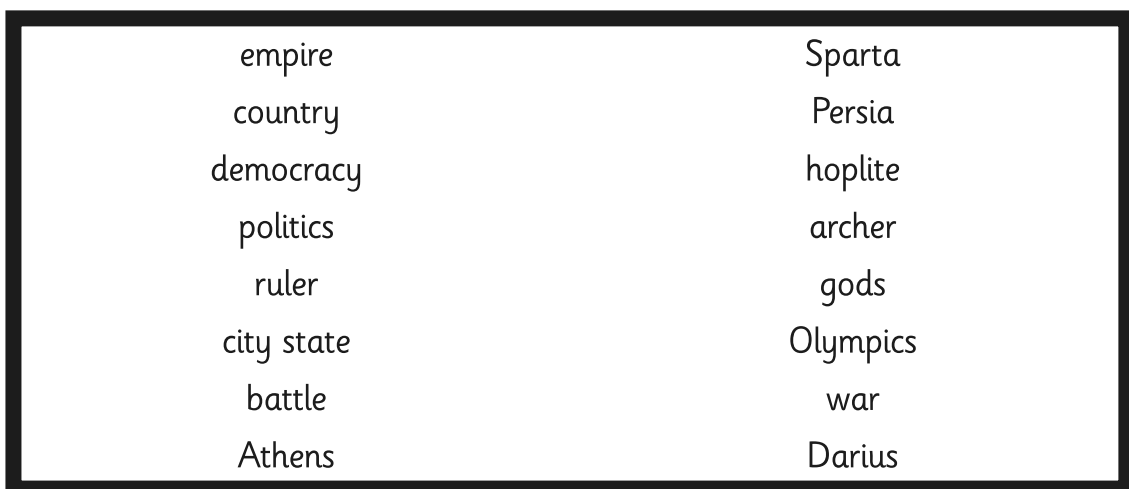 empire
Sparta
country
Persia
democracy
hoplite
politics
archer
ruler
gods
city state
Olympics
battle
war
Athens
Darius